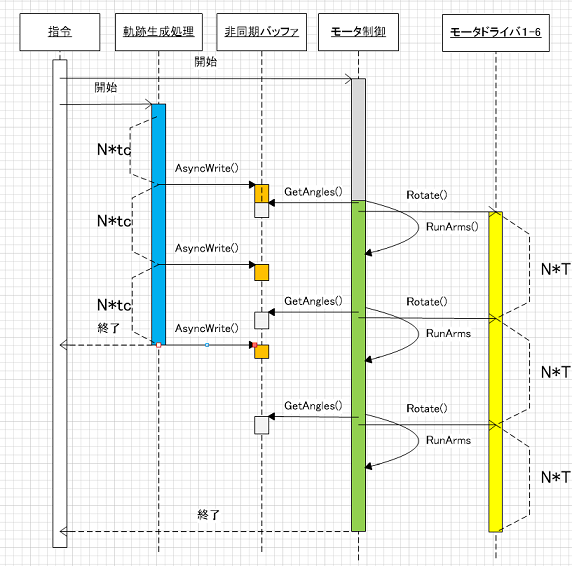 指令
軌跡生成処理
非同期バッファ
モータ制御
モータドライバ1-6
開始
開始
N*tc
AsyncWrite()
GetAngles()
Rotate()
N*tc
RunArms()
AsyncWrite()
N*T
N*tc
GetAngles()
Rotate()
終了
AsyncWrite()
RunArms
N*T
GetAngles()
Rotate()
RunArms
N*T
終了